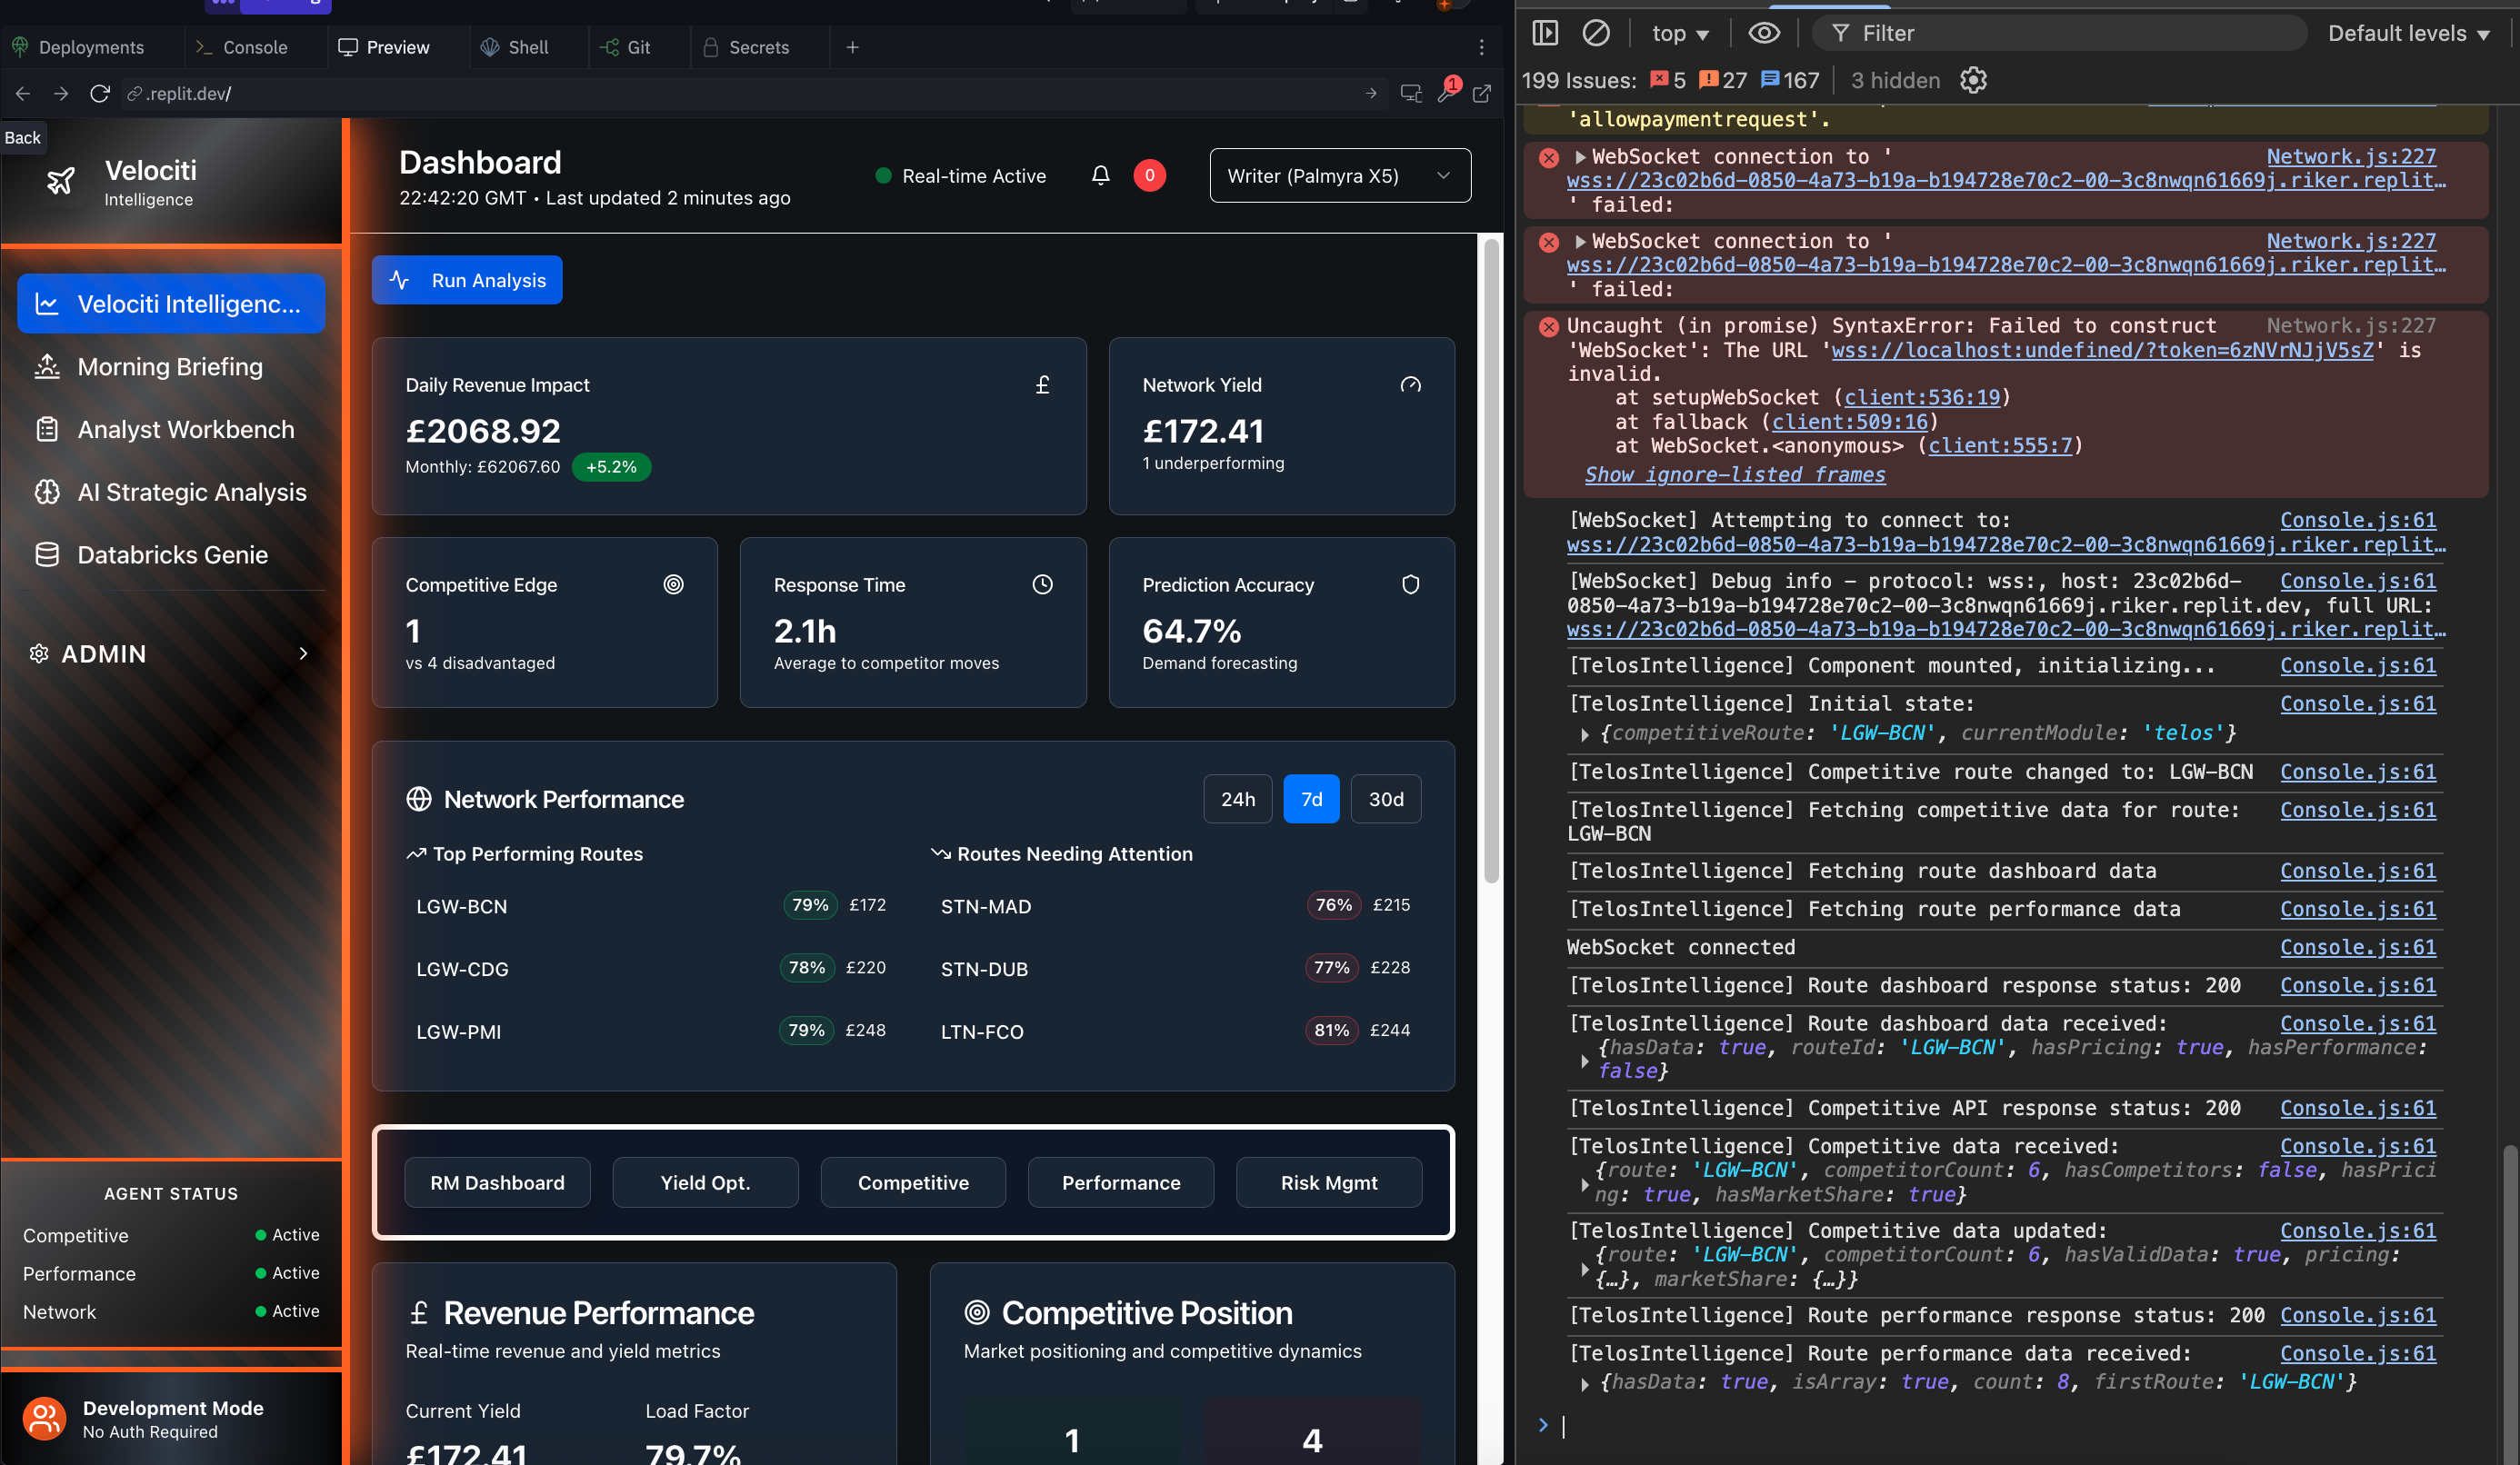 Deployments
Console
Preview
Shell
Git
Secrets
.replit.dev/
1
Back
Velociti
Intelligence
Dashboard
22:42:20 GMT • Last updated 2 minutes ago
Real-time Active
0
Writer (Palmyra X5)
Velociti Intelligenc...
Morning Briefing
Analyst Workbench
AI Strategic Analysis
Databricks Genie
ADMIN
AGENT STATUS
Competitive
Active
Performance
Active
Network
Active
Development Mode
No Auth Required
Run Analysis
Daily Revenue Impact
£
£2068.92
Monthly: £62067.60 +5.2%
Network Yield
£172.41
1 underperforming
Competitive Edge
1
vs 4 disadvantaged
Response Time
2.1h
Average to competitor moves
Prediction Accuracy
64.7%
Demand forecasting
Network Performance
24h
7d
30d
Top Performing Routes
LGW-BCN 79% £172
LGW-CDG 78% £220
LGW-PMI 79% £248
Routes Needing Attention
STN-MAD 76% £215
STN-DUB 77% £228
LTN-FCO 81% £244
RM Dashboard
Yield Opt.
Competitive
Performance
Risk Mgmt
£ Revenue Performance
Real-time revenue and yield metrics
Current Yield
£172.41
Load Factor
79.7%
Competitive Position
Market positioning and competitive dynamics
1
4
top
Filter
Default levels
199 Issues: 5 27 167 3 hidden
'allowpaymentrequest'.
WebSocket connection to ' Network.js:227
wss://23c02b6d-0850-4a73-b19a-b194728e70c2-00-3c8nwqn61669j.riker.replit…
' failed:
WebSocket connection to ' Network.js:227
wss://23c02b6d-0850-4a73-b19a-b194728e70c2-00-3c8nwqn61669j.riker.replit…
' failed:
Uncaught (in promise) SyntaxError: Failed to construct Network.js:227
'WebSocket': The URL 'wss://localhost:undefined/?token=6zNVrNJjV5sZ' is
invalid.
at setupWebSocket (client:536:19)
at fallback (client:509:16)
at WebSocket.<anonymous> (client:555:7)
Show ignore-listed frames
[WebSocket] Attempting to connect to: Console.js:61
wss://23c02b6d-0850-4a73-b19a-b194728e70c2-00-3c8nwqn61669j.riker.replit…
[WebSocket] Debug info - protocol: wss:, host: 23c02b6d- Console.js:61
0850-4a73-b19a-b194728e70c2-00-3c8nwqn61669j.riker.replit.dev, full URL:
wss://23c02b6d-0850-4a73-b19a-b194728e70c2-00-3c8nwqn61669j.riker.replit…
[TelosIntelligence] Component mounted, initializing... Console.js:61
[TelosIntelligence] Initial state: Console.js:61
{competitiveRoute: 'LGW-BCN', currentModule: 'telos'}
[TelosIntelligence] Competitive route changed to: LGW-BCN Console.js:61
[TelosIntelligence] Fetching competitive data for route: Console.js:61
LGW-BCN
[TelosIntelligence] Fetching route dashboard data Console.js:61
[TelosIntelligence] Fetching route performance data Console.js:61
WebSocket connected Console.js:61
[TelosIntelligence] Route dashboard response status: 200 Console.js:61
[TelosIntelligence] Route dashboard data received: Console.js:61
{hasData: true, routeId: 'LGW-BCN', hasPricing: true, hasPerformance:
false}
[TelosIntelligence] Competitive API response status: 200 Console.js:61
[TelosIntelligence] Competitive data received: Console.js:61
{route: 'LGW-BCN', competitorCount: 6, hasCompetitors: false, hasPrici
ng: true, hasMarketShare: true}
[TelosIntelligence] Competitive data updated: Console.js:61
{route: 'LGW-BCN', competitorCount: 6, hasValidData: true, pricing:
{…}, marketShare: {…}}
[TelosIntelligence] Route performance response status: 200 Console.js:61
[TelosIntelligence] Route performance data received: Console.js:61
{hasData: true, isArray: true, count: 8, firstRoute: 'LGW-BCN'}